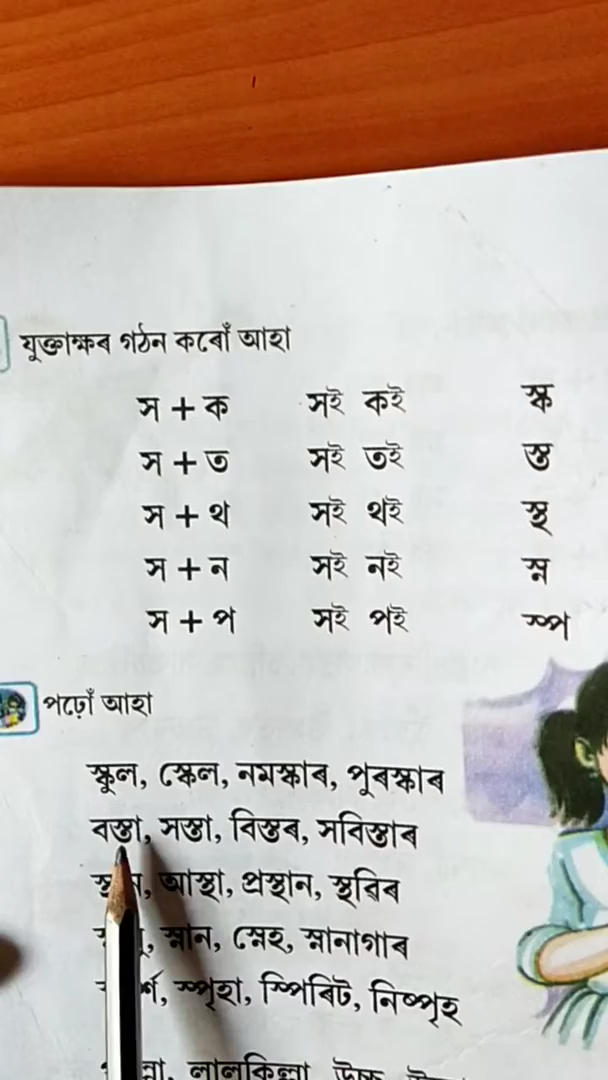 যুক্তাক্ষৰ গঠন কৰোঁ আহা
স + ক সই কই স্ক
স + ত সই তই স্ত
স + থ সই থই স্থ
স + ন সই নই স্ন
স + প সই পই স্প
পঢ়োঁ আহা
স্কুল, স্কেল, নমস্কাৰ, পুৰস্কাৰ
বস্তা, সস্তা, বিস্তৰ, সবিস্তাৰ
আস্থা, প্ৰস্থান, স্থৱিৰ
স্নান, স্নেহ, স্নানাগাৰ
স্পৃহা, স্পিৰিট, নিষ্পৃহ
লালকিল্লা